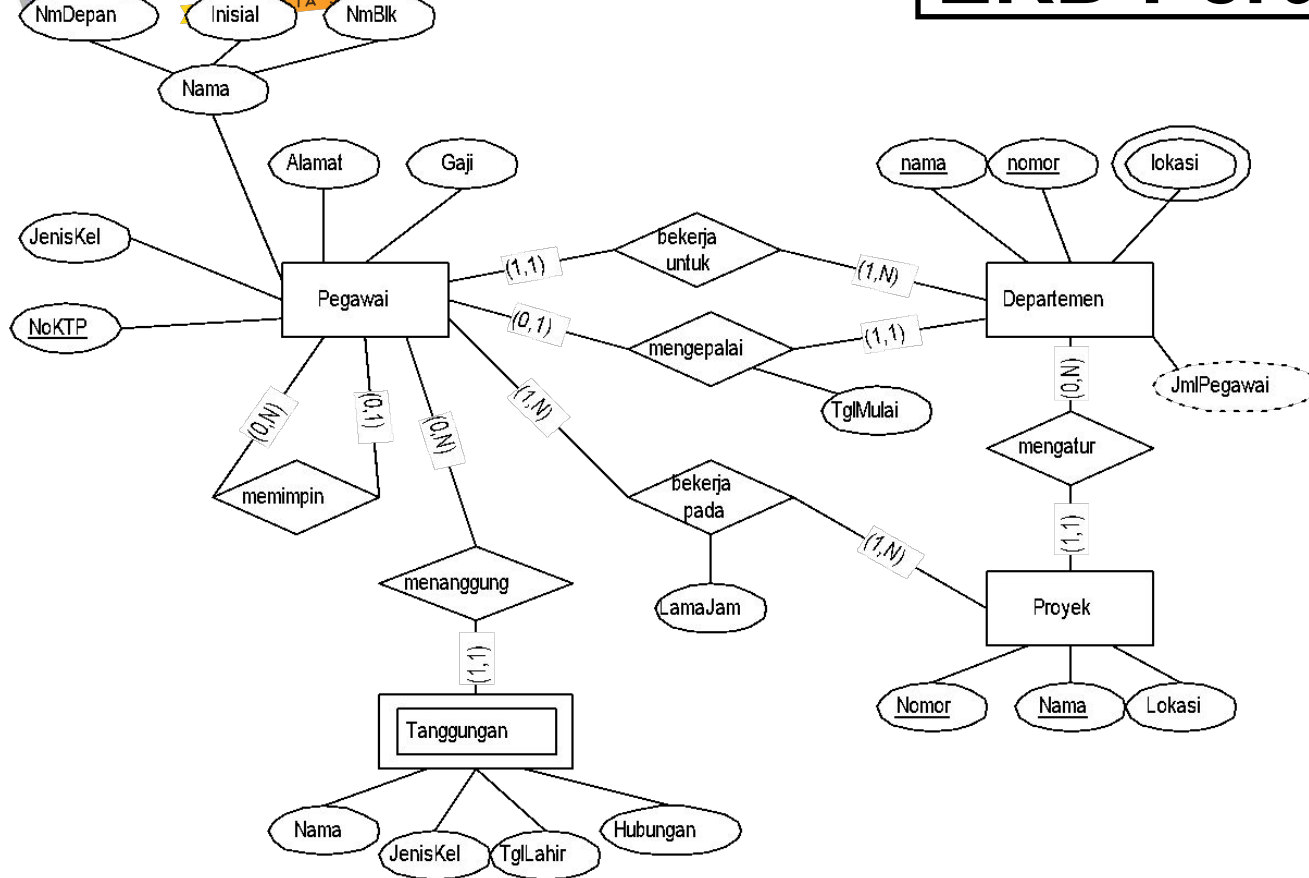 NmDepan
Inisial
NmBlk
Nama
Alamat
Gaji
nama
nomor
lokasi
JenisKel
bekerja
untuk
(1,1)
(1,N)
Pegawai
Departemen
NoKTP
(0,1)
mengepalai
(1,1)
TglMulai
JmlPegawai
(0,N)
(0,1)
(0,N)
(1,N)
(0,N)
mengatur
memimpin
bekerja
pada
(1,N)
(1,1)
menanggung
LamaJam
Proyek
(1,1)
Nomor
Nama
Lokasi
Tanggungan
Nama
JenisKel
TglLahir
Hubungan